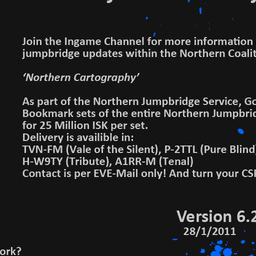 Join the Ingame Channel for more information
jumpbridge updates within the Northern Coalit
‘Northern Cartography’
As part of the Northern Jumpbridge Service, Go
Bookmark sets of the entire Northern Jumpbrid
for 25 Million ISK per set.
Delivery is availible in:
TVN-FM (Vale of the Silent), P-2TTL (Pure Blind
H-W9TY (Tribute), A1RR-M (Tenal)
Contact is per EVE-Mail only! And turn your CSP
Version 6.2
28/1/2011
ork?